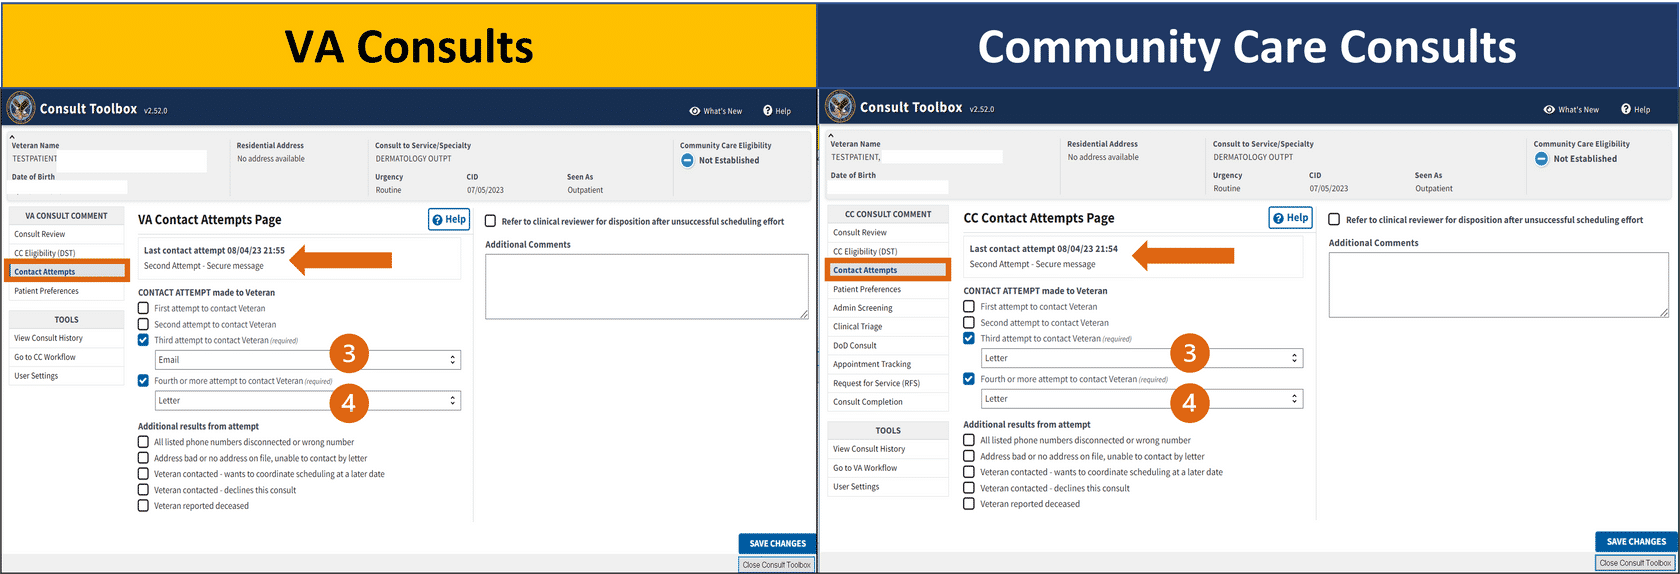 VA Consults
Consult Toolbox v2.52.0
What's New
Help
Veteran Name
TESTPATIENT
Date of Birth
Residential Address
No address available
Consult to Service/Specialty
DERMATOLOGY OUTPT
Urgency
Routine
CID
07/05/2023
Seen As
Outpatient
Community Care Eligibility
Not Established
VA CONSULT COMMENT
Consult Review
CC Eligibility (DST)
Contact Attempts
Patient Preferences
TOOLS
View Consult History
Go to CC Workflow
User Settings
VA Contact Attempts Page
Help
Last contact attempt 08/04/23 21:55
Second Attempt - Secure message
CONTACT ATTEMPT made to Veteran
First attempt to contact Veteran
Second attempt to contact Veteran
Third attempt to contact Veteran (required)
Email
3
Fourth or more attempt to contact Veteran (required)
Letter
4
Additional results from attempt
All listed phone numbers disconnected or wrong number
Address bad or no address on file, unable to contact by letter
Veteran contacted - wants to coordinate scheduling at a later date
Veteran contacted - declines this consult
Veteran reported deceased
Refer to clinical reviewer for disposition after unsuccessful scheduling effort
Additional Comments
SAVE CHANGES
Close Consult Toolbox
Community Care Consults
Consult Toolbox v2.52.0
What's New
Help
Veteran Name
TESTPATIENT,
Date of Birth
Residential Address
No address available
Consult to Service/Specialty
DERMATOLOGY OUTPT
Urgency
Routine
CID
07/05/2023
Seen As
Outpatient
Community Care Eligibility
Not Established
CC CONSULT COMMENT
Consult Review
CC Eligibility (DST)
Contact Attempts
Patient Preferences
Admin Screening
Clinical Triage
DoD Consult
Appointment Tracking
Request for Service (RFS)
Consult Completion
TOOLS
View Consult History
Go to VA Workflow
User Settings
CC Contact Attempts Page
Help
Last contact attempt 08/04/23 21:54
Second Attempt - Secure message
CONTACT ATTEMPT made to Veteran
First attempt to contact Veteran
Second attempt to contact Veteran
Third attempt to contact Veteran (required)
Letter
3
Fourth or more attempt to contact Veteran (required)
Letter
4
Additional results from attempt
All listed phone numbers disconnected or wrong number
Address bad or no address on file, unable to contact by letter
Veteran contacted - wants to coordinate scheduling at a later date
Veteran contacted - declines this consult
Veteran reported deceased
Refer to clinical reviewer for disposition after unsuccessful scheduling effort
Additional Comments
SAVE CHANGES
Close Consult Toolbox